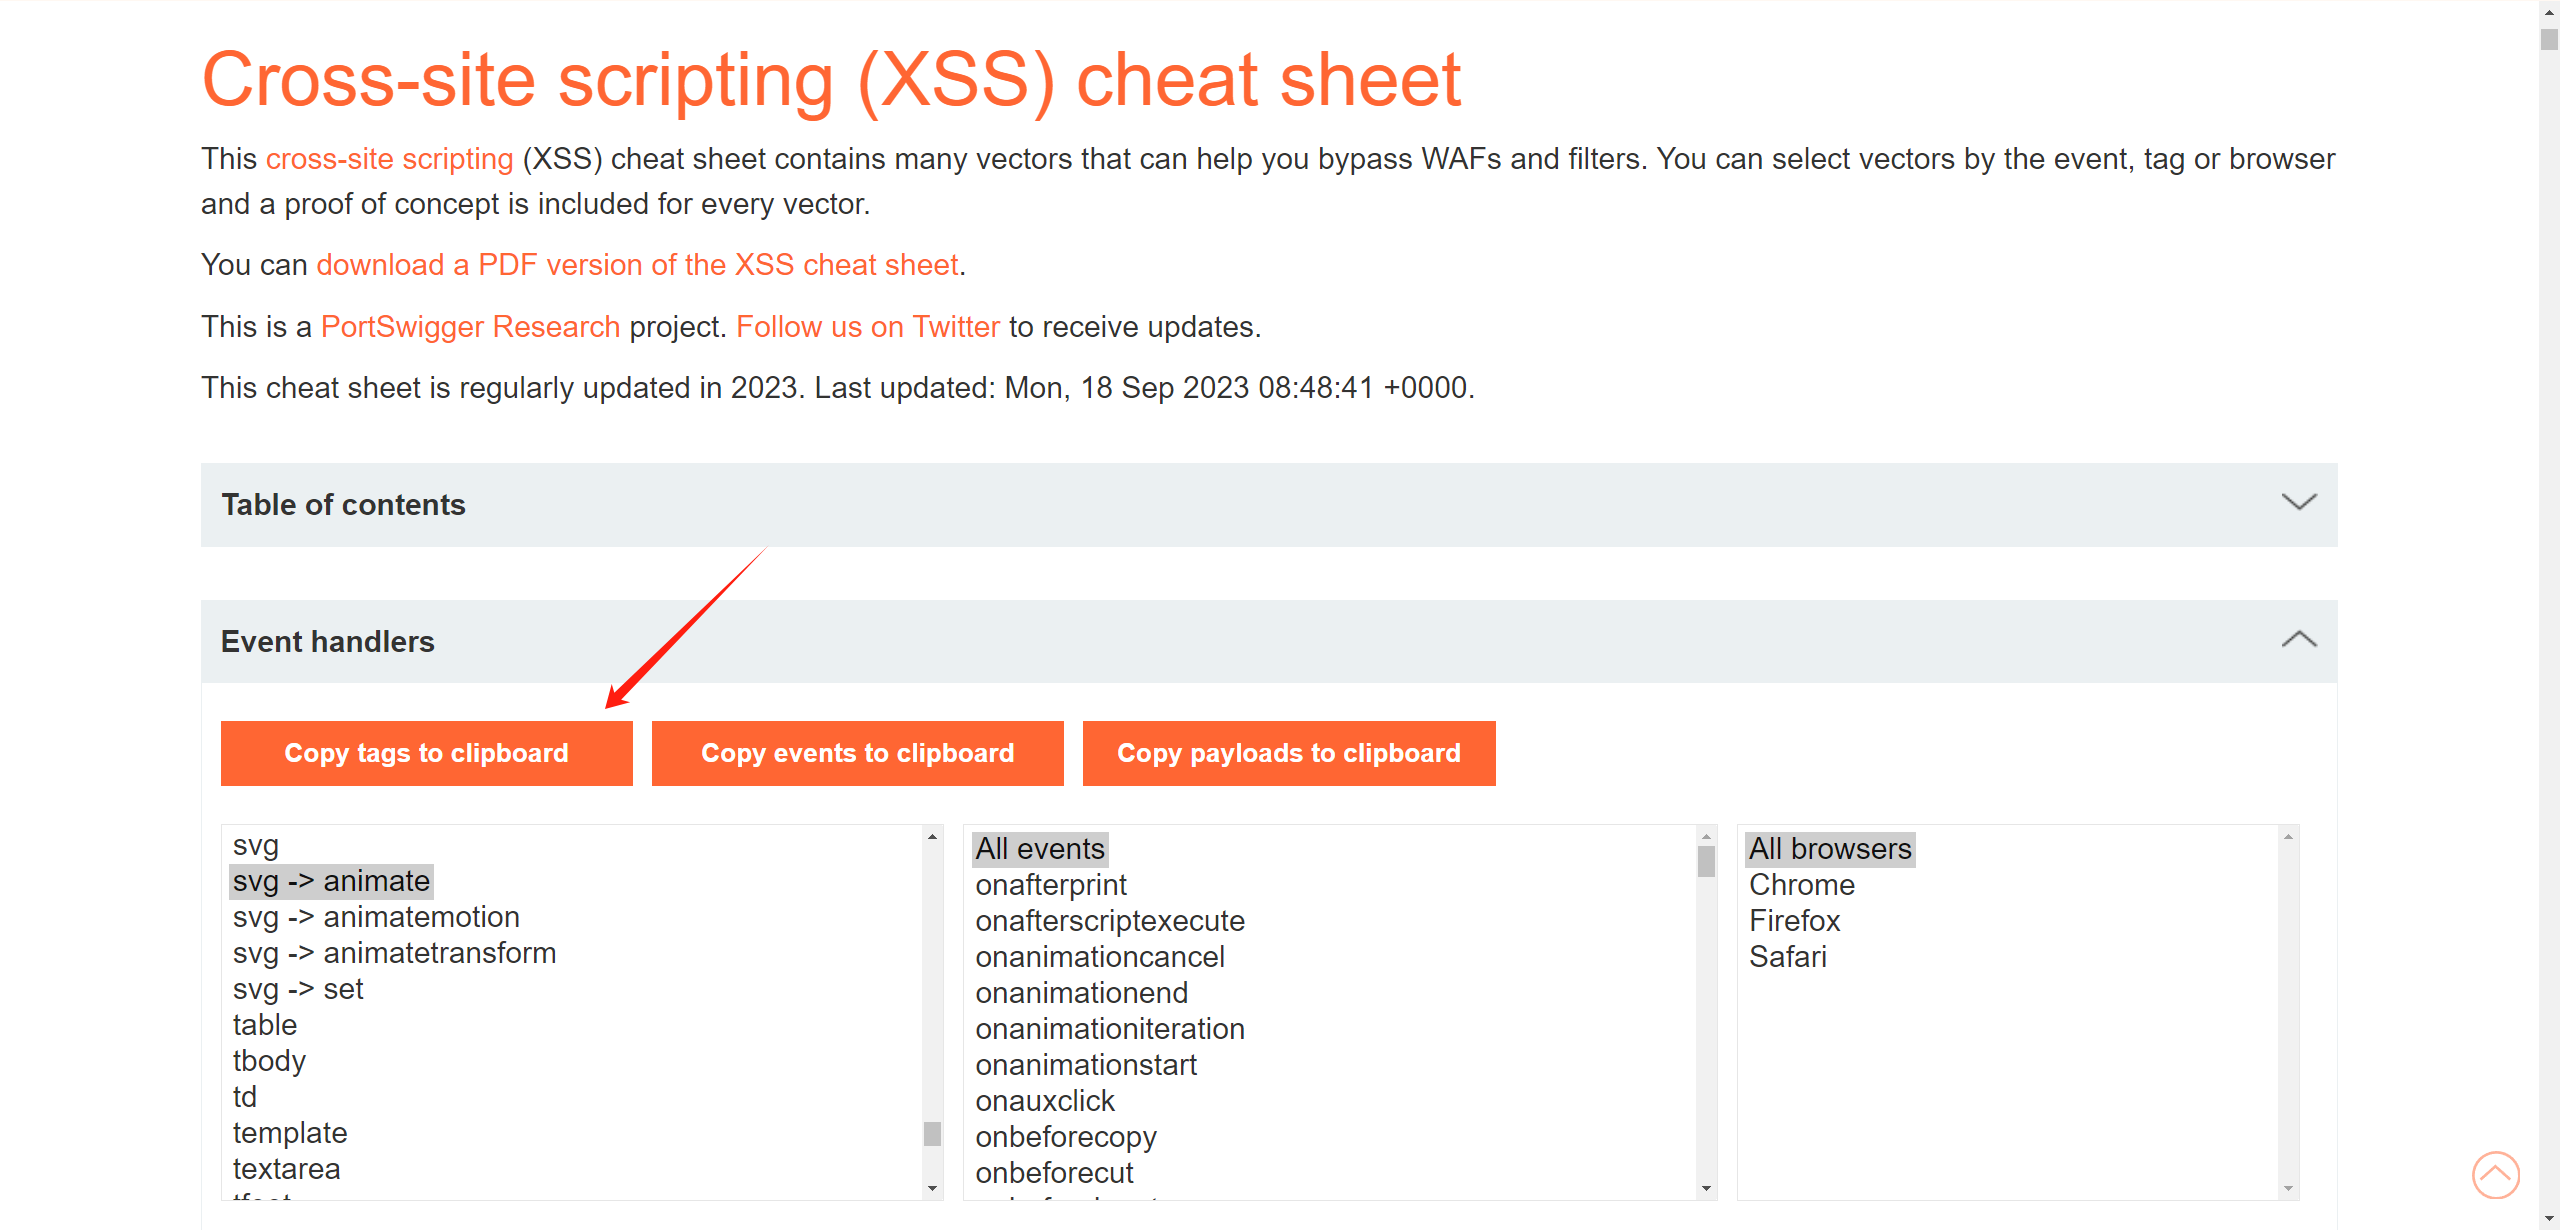 Cross-site scripting (XSS) cheat sheet
This cross-site scripting (XSS) cheat sheet contains many vectors that can help you bypass WAFs and filters. You can select vectors by the event, tag or browser
and a proof of concept is included for every vector.
You can download a PDF version of the XSS cheat sheet.
This is a PortSwigger Research project. Follow us on Twitter to receive updates.
This cheat sheet is regularly updated in 2023. Last updated: Mon, 18 Sep 2023 08:48:41 +0000.
Table of contents
Event handlers
Copy tags to clipboard
Copy events to clipboard
Copy payloads to clipboard
svg
svg -> animate
svg -> animatemotion
svg -> animatetransform
svg -> set
table
tbody
td
template
textarea
All events
onafterprint
onafterscriptexecute
onanimationcancel
onanimationend
onanimationiteration
onanimationstart
onauxclick
onbeforecopy
onbeforecut
All browsers
Chrome
Firefox
Safari